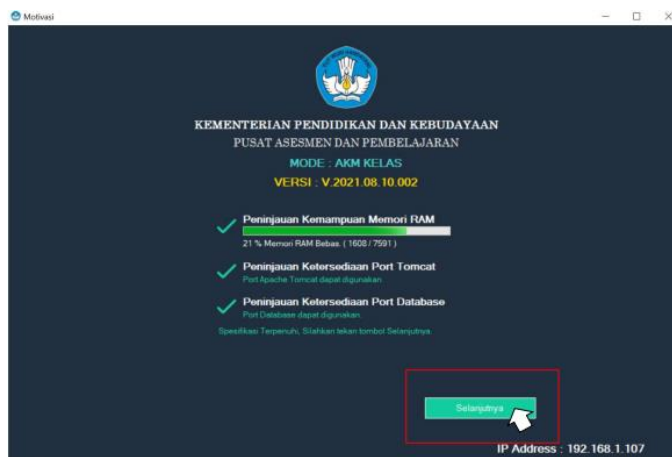 Motivasi
KEMENTERIAN PENDIDIKAN DAN KEBUDAYAAN
PUSAT ASESMEN DAN PEMBELAJARAN
MODE : AKM KELAS
VERSI : V.2021.08.10.002
Peninjauan Kemampuan Memori RAM
21 % Memori RAM Bebas. ( 1608 / 7591 )
Peninjauan Ketersediaan Port Tomcat
Port Apache Tomcat dapat digunakan.
Peninjauan Ketersediaan Port Database
Port Database dapat digunakan.
Spesifikasi Terpenuhi, Silahkan tekan tombol Selanjutnya.
Selanjutnya
IP Address : 192.168.1.107